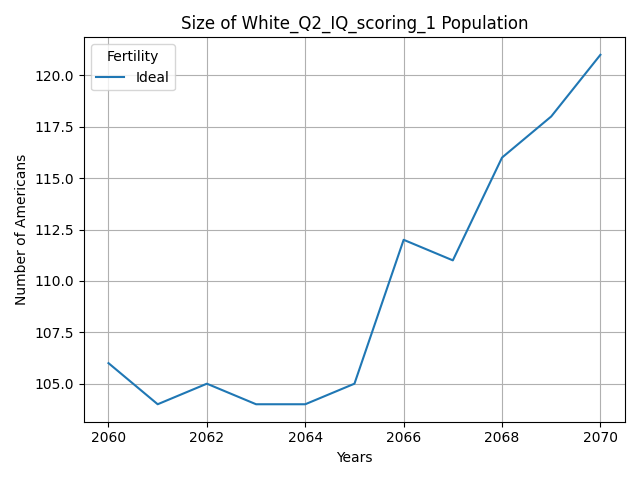 Size of White_Q2_IQ_scoring_1 Population
Fertility
Ideal
Number of Americans
120.0
117.5
115.0
112.5
110.0
107.5
105.0
2060 2062 2064 2066 2068 2070
Years